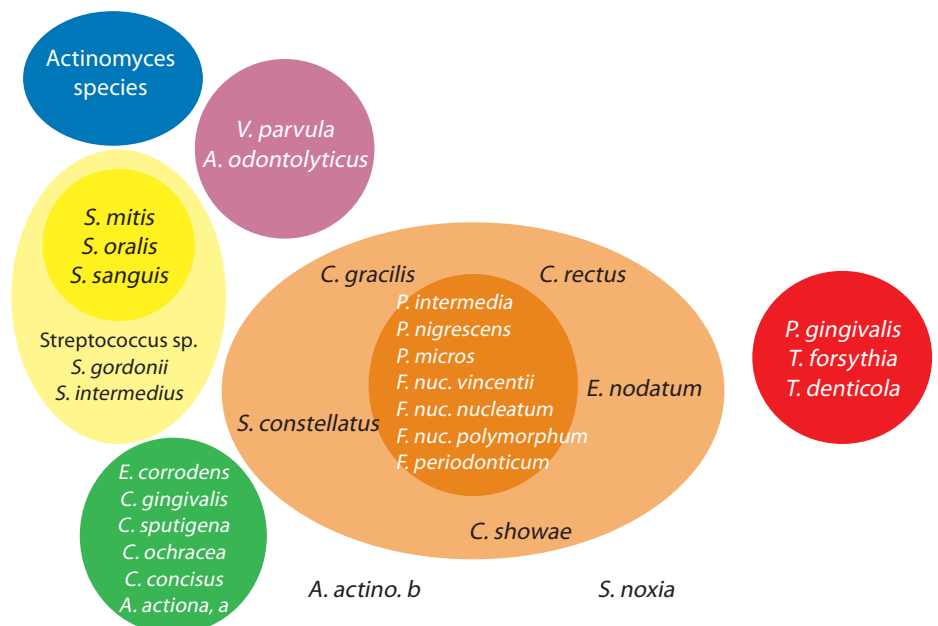 Actinomyces
species
V. parvula
A. odontolyticus
S. mitis
S. oralis
S. sanguis
Streptococcus sp.
S. gordonii
S. intermedius
C. gracilis
C. rectus
P. intermedia
P. nigrescens
P. micros
F. nuc. vincentii
F. nuc. nucleatum
F. nuc. polymorphum
F. periodonticum
E. nodatum
S. constellatus
C. showae
P. gingivalis
T. forsythia
T. denticola
E. corrodens
C. gingivalis
C. sputigena
C. ochracea
C. concisus
A. actiona, a
A. actino. b
S. noxia